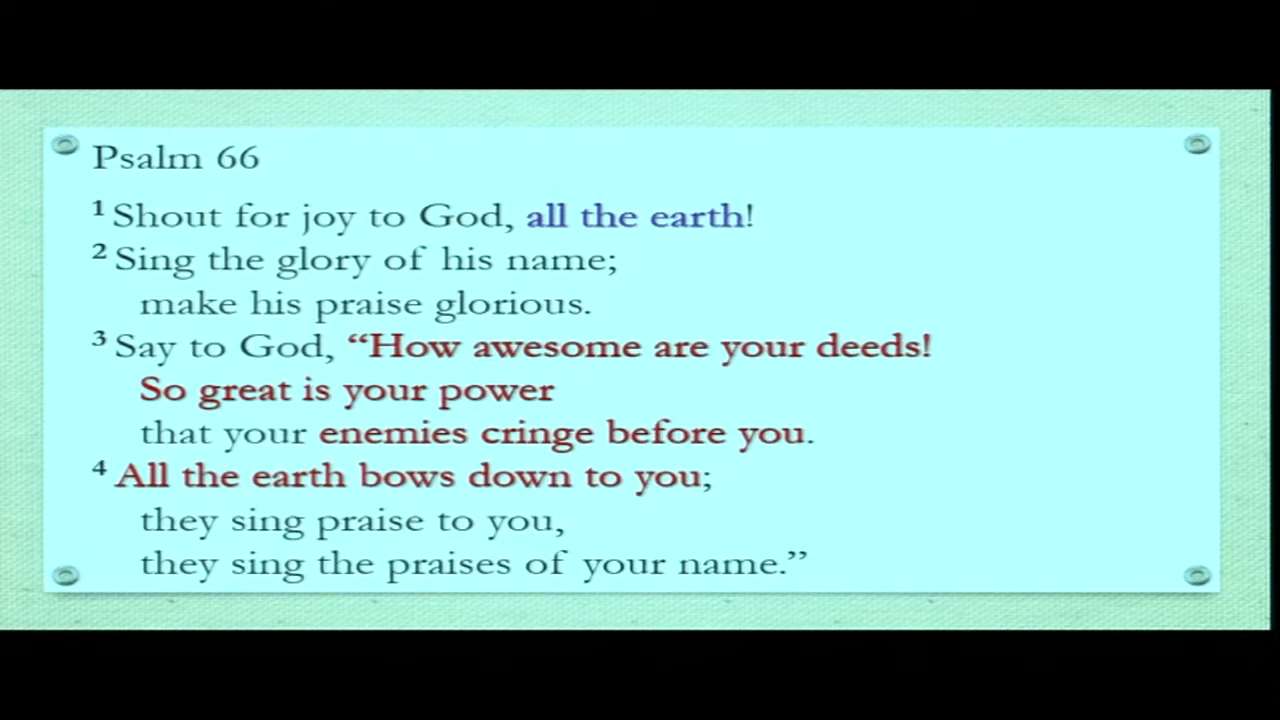 Psalm 66
1 Shout for joy to God, all the earth!
2 Sing the glory of his name;
make his praise glorious.
3 Say to God, “How awesome are your deeds!
So great is your power
that your enemies cringe before you.
4 All the earth bows down to you;
they sing praise to you,
they sing the praises of your name.”